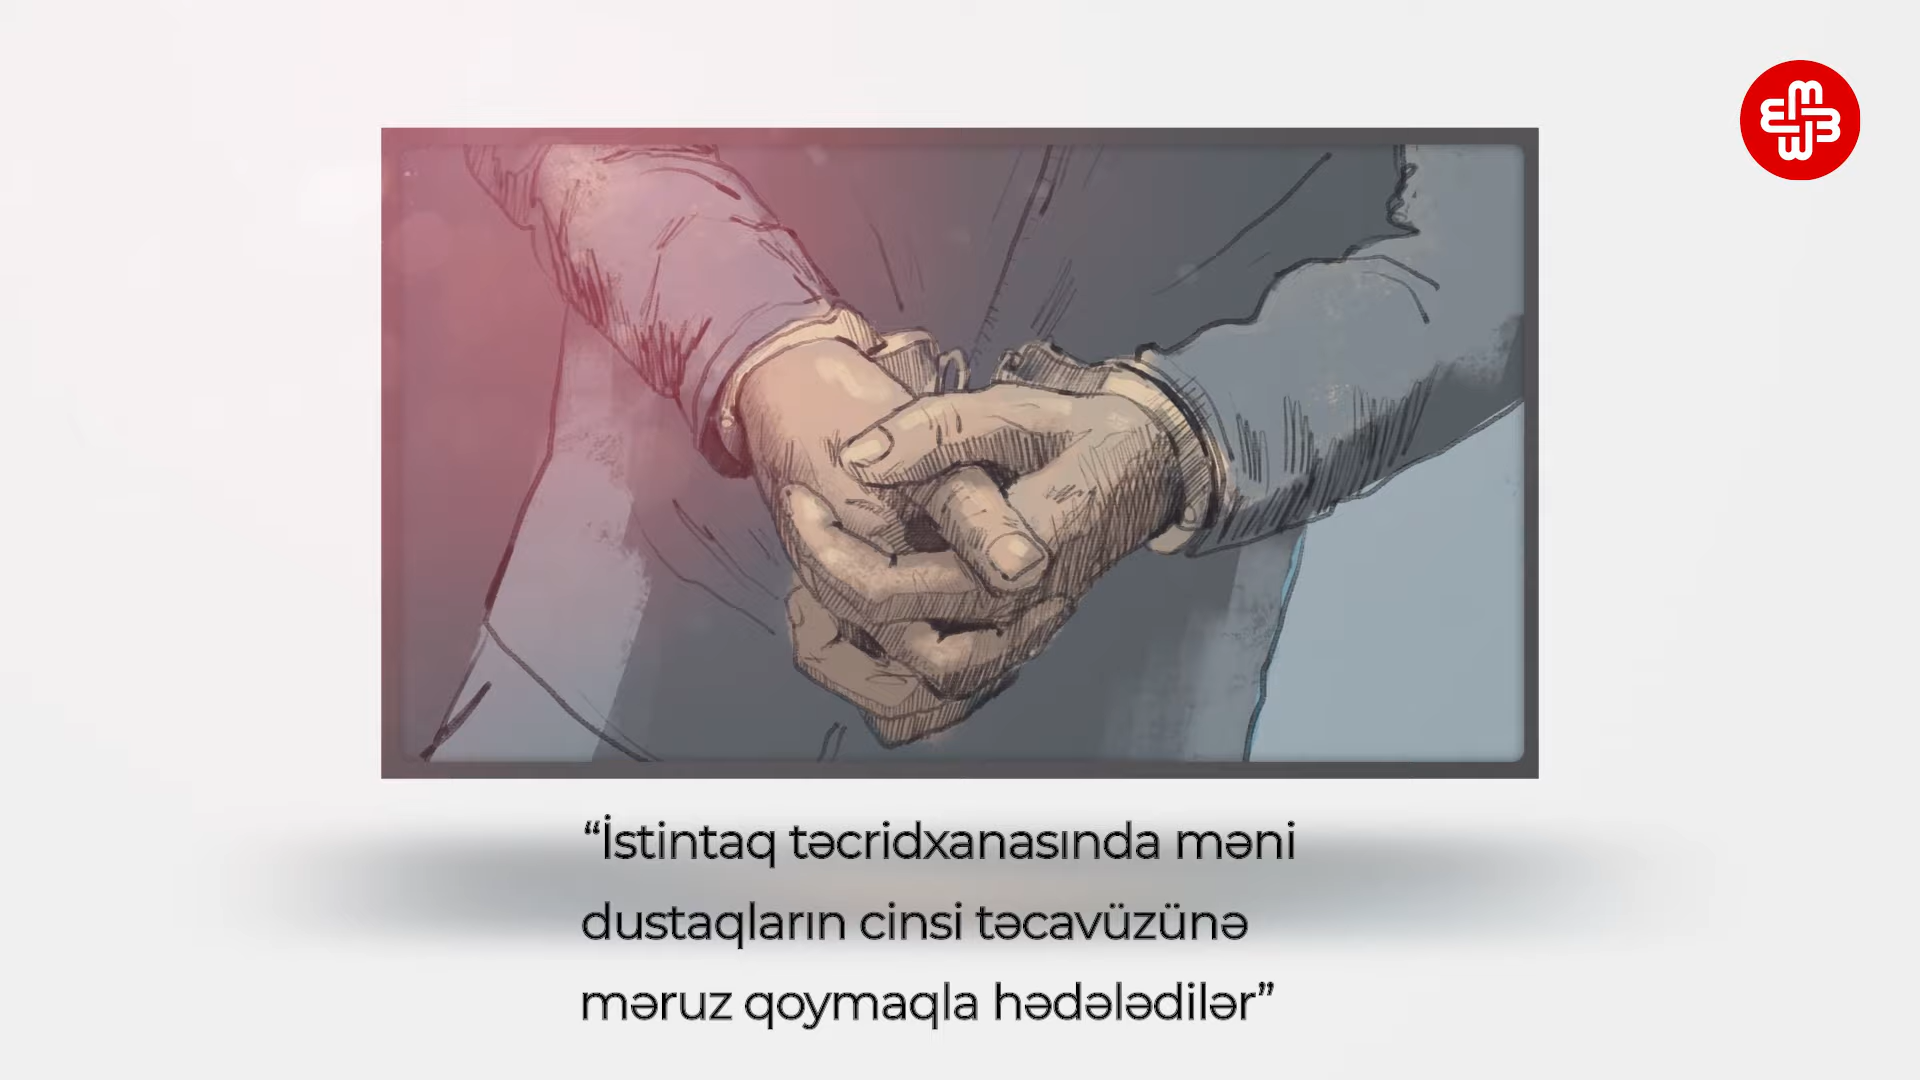 “İstintaq təcridxanasında məni
dustaqların cinsi təcavüzünə
məruz qoymaqla hədələdilər”